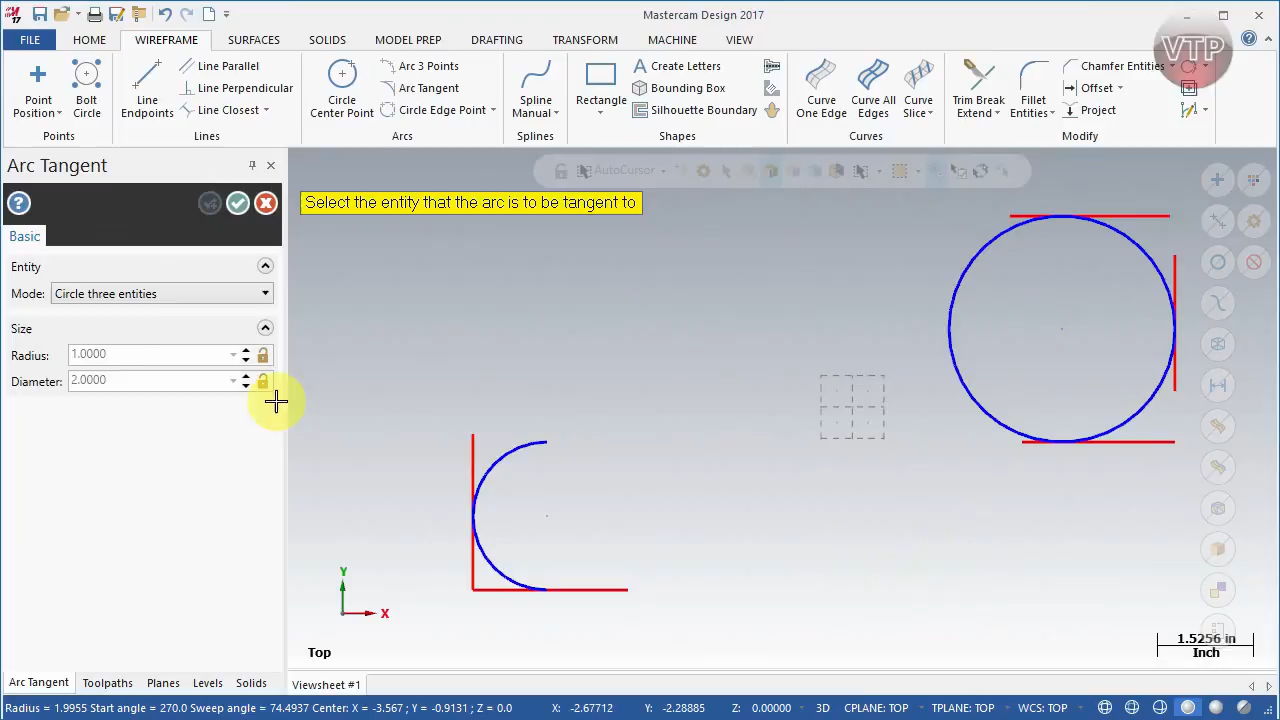 17
Mastercam Design 2017
VTP
FILE
HOME
WIREFRAME
SURFACES
SOLIDS
MODEL PREP
DRAFTING
TRANSFORM
MACHINE
VIEW
Point
Position
Bolt
Circle
Points
Line
Endpoints
Line Parallel
Line Perpendicular
Line Closest
Lines
Circle
Center Point
Arc 3 Points
Arc Tangent
Circle Edge Point
Arcs
Spline
Manual
Splines
Rectangle
Create Letters
Bounding Box
Silhouette Boundary
Shapes
Curve
One Edge
Curve All
Edges
Curve
Slice
Curves
Trim Break
Extend
Fillet
Entities
Chamfer Entities
Offset
Project
Modify
Arc Tangent
Basic
Entity
Mode: Circle three entities
Size
Radius: 1.0000
Diameter: 2.0000
AutoCursor
Select the entity that the arc is to be tangent to
Y
X
Top
1.5256 in
Inch
Arc Tangent
Toolpaths
Planes
Levels
Solids
Viewsheet #1
Radius = 1.9955 Start angle = 270.0 Sweep angle = 74.4937 Center: X = -3.567; Y = -0.9131; Z = 0.0
X: -2.67712
Y: -2.28885
Z: 0.00000
3D
CPLANE: TOP
TPLANE: TOP
WCS: TOP